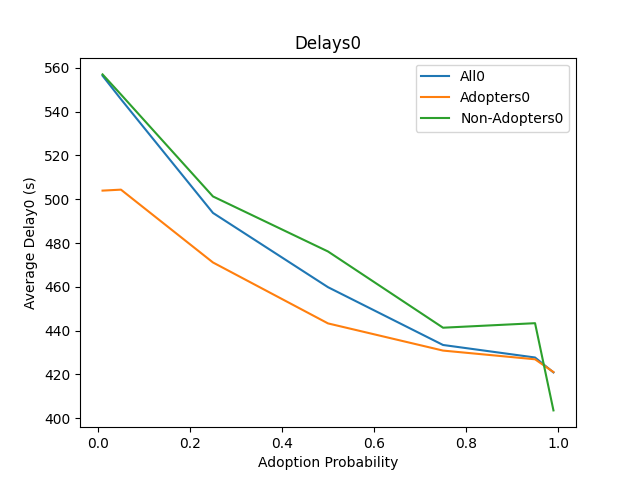 Delays0
All0
Adopters0
Non-Adopters0
Average Delay0 (s)
560
540
520
500
480
460
440
420
400
0.0 0.2 0.4 0.6 0.8 1.0
Adoption Probability